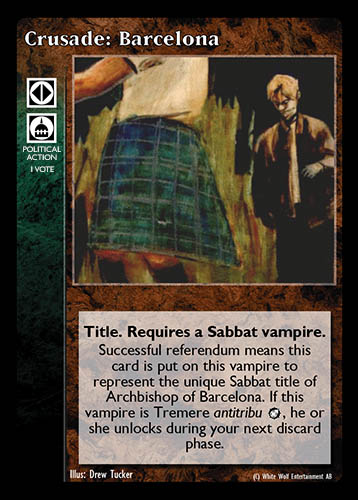 Crusade: Barcelona
POLITICAL
ACTION
1 VOTE
Title. Requires a Sabbat vampire.
Successful referendum means this
card is put on this vampire to
represent the unique Sabbat title of
Archbishop of Barcelona. If this
vampire is Tremere antitribu , he or
she unlocks during your next discard
phase.
Illus: Drew Tucker
(C) White Wolf Entertainment AB